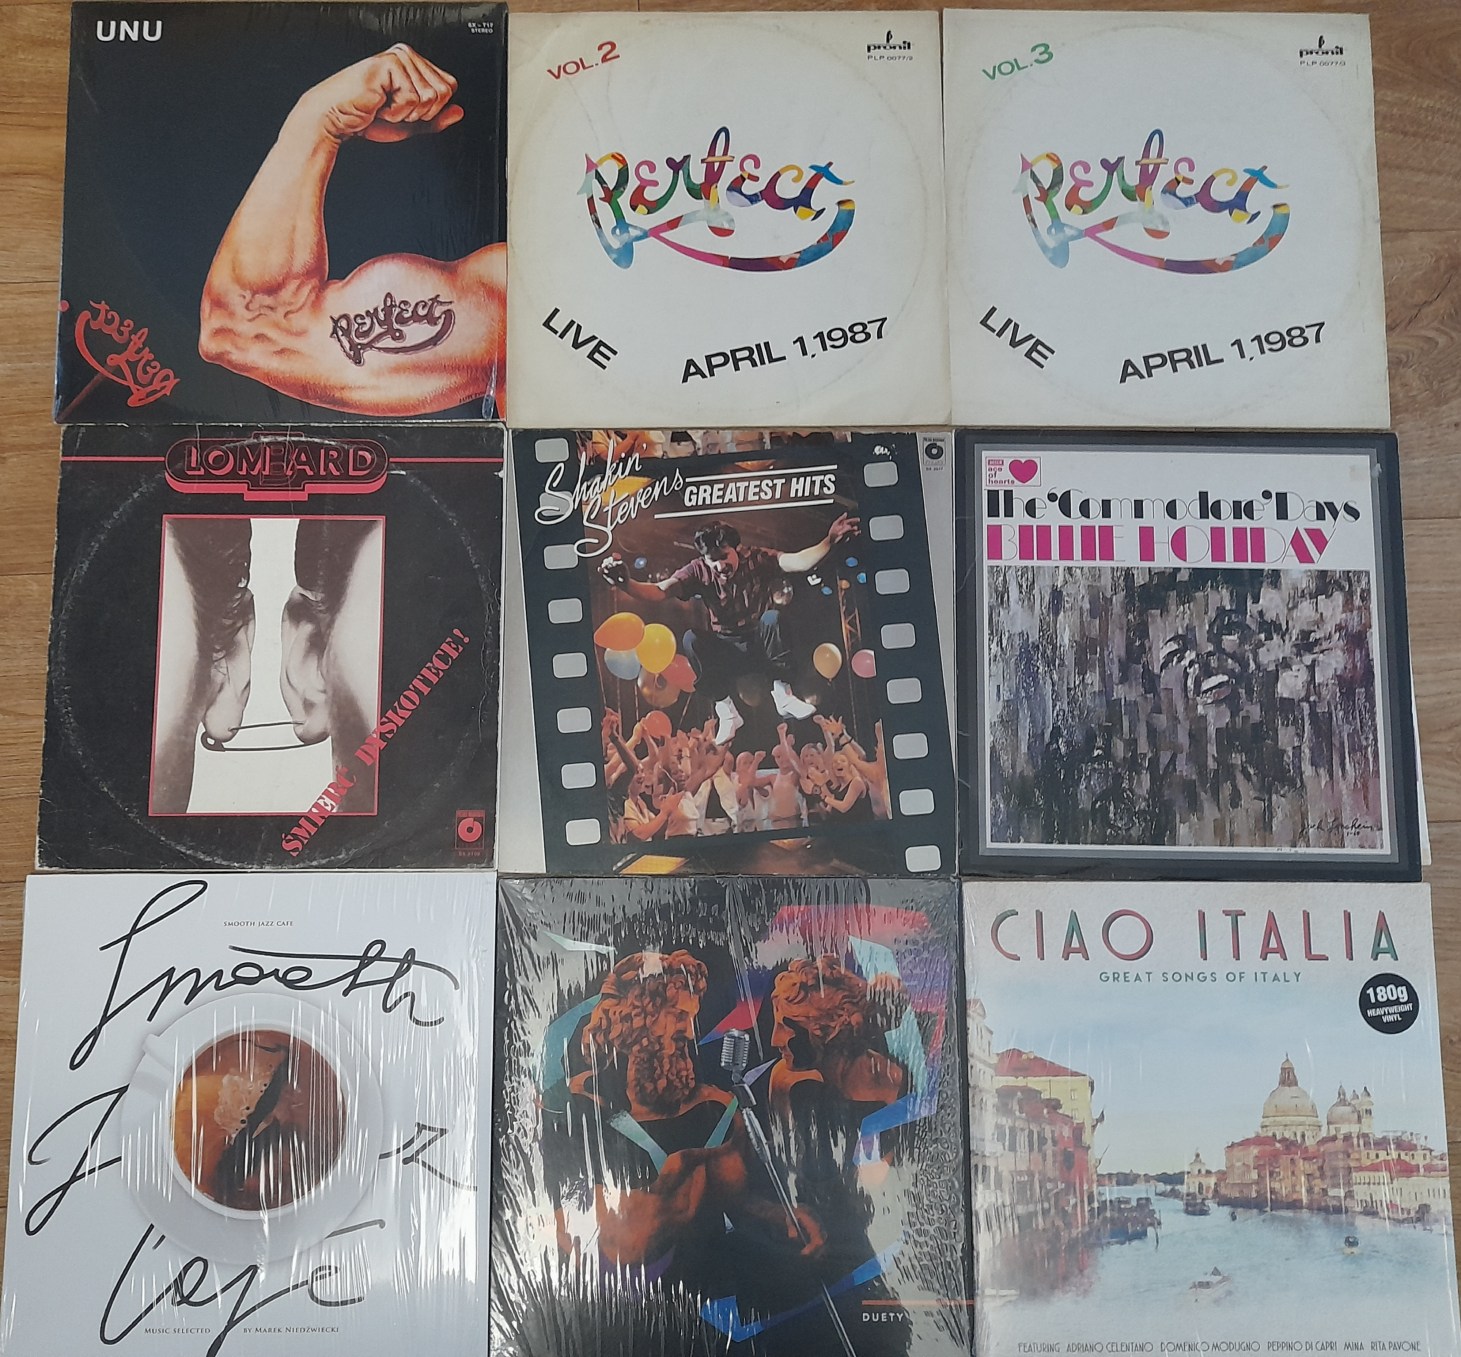 UNU
SX - 717
STEREO
Perfect
Perfect
VOL.2
pronit
PLP 0077/2
Perfect
LIVE
APRIL 1,1987
VOL.3
pronit
PLP 0077/3
Perfect
LIVE
APRIL 1,1987
LOMBARD
ŚMIERĆ DYSKOTECE!
Shakin'
Stevens
GREATEST HITS
ace
of
hearts
The 'Commodore' Days
BILLIE HOLIDAY
SMOOTH JAZZ CAFE
Smooth
Jazz
Cafe
MUSIC SELECTED BY MAREK NIEDŹWIECKI
DUETY
CIAO ITALIA
GREAT SONGS OF ITALY
180g
HEAVYWEIGHT
VINYL
FEATURING ADRIANO CELENTANO DOMENICO MODUGNO PEPPINO DI CAPRI MINA RITA PAVONE